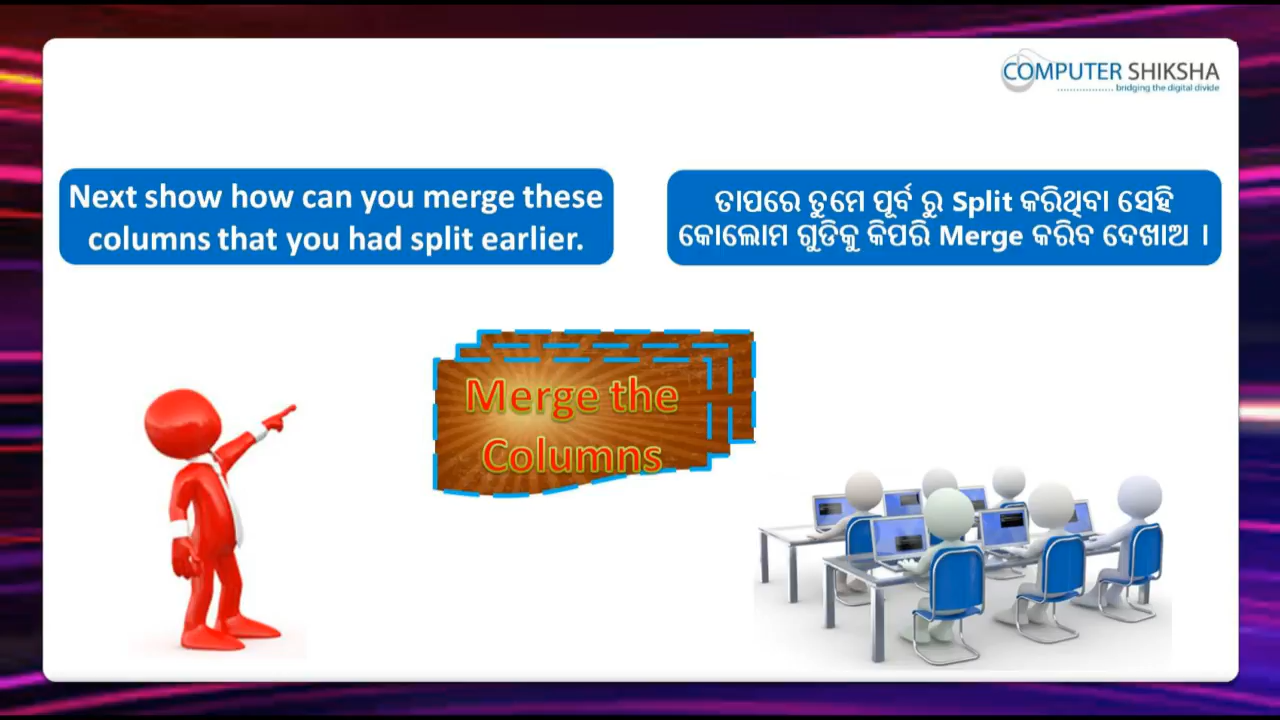 COMPUTER SHIKSHA
bridging the digital divide
Next show how can you merge these
columns that you had split earlier.
ତାପରେ ତୁମେ ପୂର୍ବ ରୁ Split କରିଥିବା ସେହି
କୋଲୋମ ଗୁଡିକୁ କିପରି Merge କରିବ ଦେଖାଅ ।
Merge the
Columns